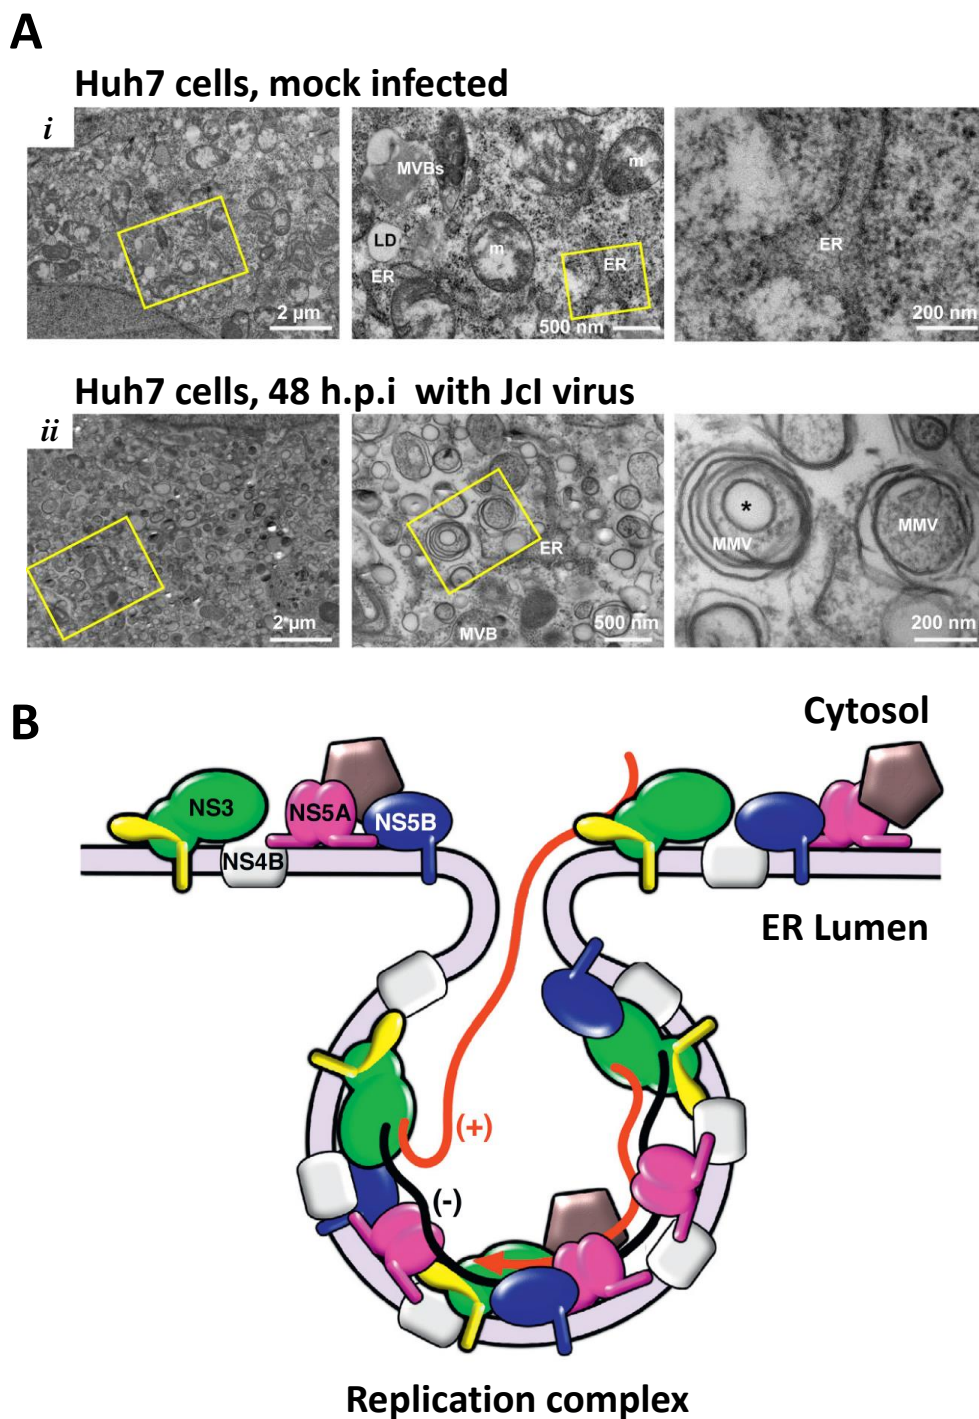 A
Huh7 cells, mock infected
i
2 µm
MVBs
m
LD
m
ER
ER
500 nm
ER
200 nm
Huh7 cells, 48 h.p.i with JcI virus
ii
2 µm
ER
MVB
500 nm
*
MMV
MMV
200 nm
B
Cytosol
NS3
NS5A
NS5B
NS4B
ER Lumen
(+)
(-)
Replication complex